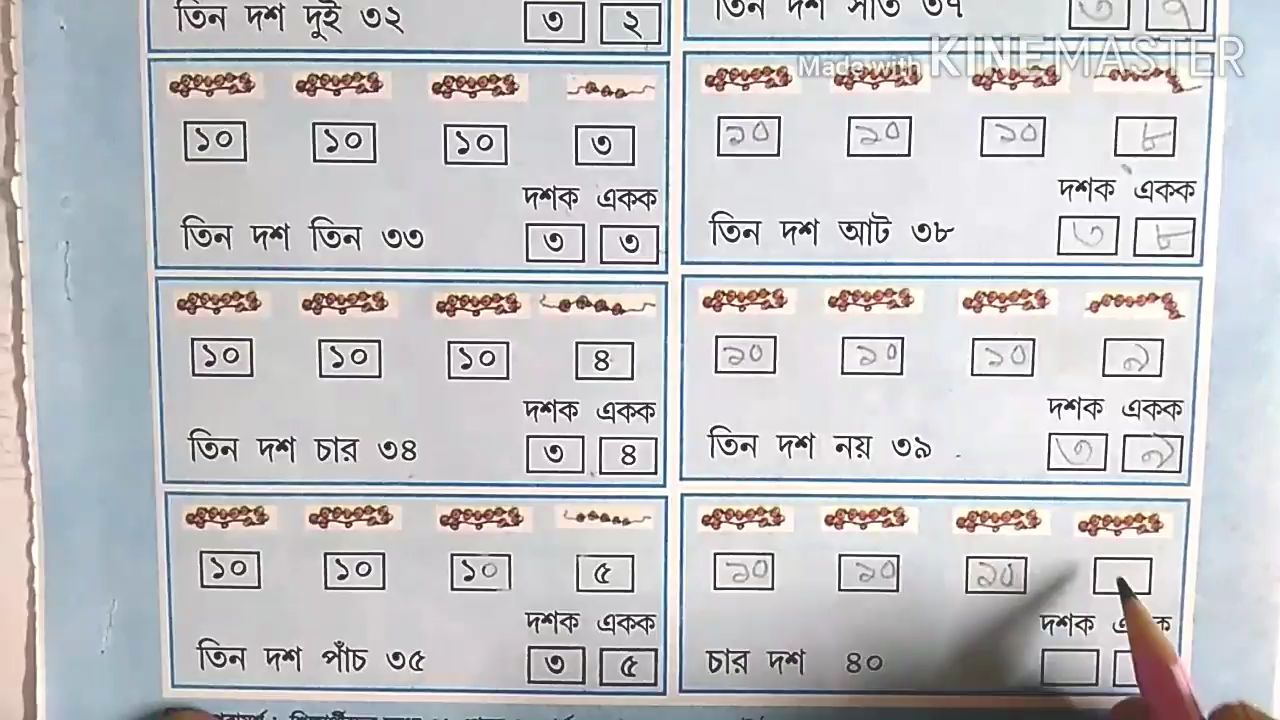 তিন দশ দুই ৩২ ৩ ২
তিন দশ সাত ৩৭ ৩ ৭
Made with KINEMASTER
১০ ১০ ১০ ৩
দশক একক
তিন দশ তিন ৩৩ ৩ ৩
১০ ১০ ১০ ৮
দশক একক
তিন দশ আট ৩৮ ৩ ৮
১০ ১০ ১০ ৪
দশক একক
তিন দশ চার ৩৪ ৩ ৪
১০ ১০ ১০ ৯
দশক একক
তিন দশ নয় ৩৯ ৩ ৯
১০ ১০ ১০ ৫
দশক একক
তিন দশ পাঁচ ৩৫ ৩ ৫
১০ ১০ ১০
দশক
চার দশ ৪০